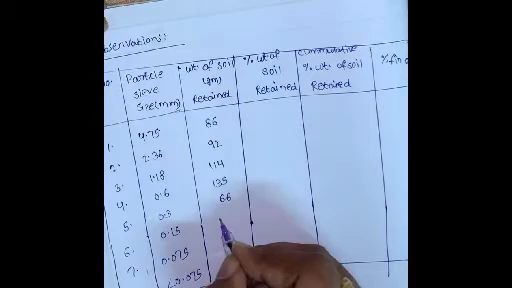 Observations:
no. Particle sieve size(mm) wt. of soil (gm) Retained % wt of soil Retained Cummulative % wt. of soil Retained % fin
1. 4.75 86
2. 2.36 92
3. 1.18 114
4. 0.6 135
5. 0.3 66
6. 0.15
7. 0.075
<0.075